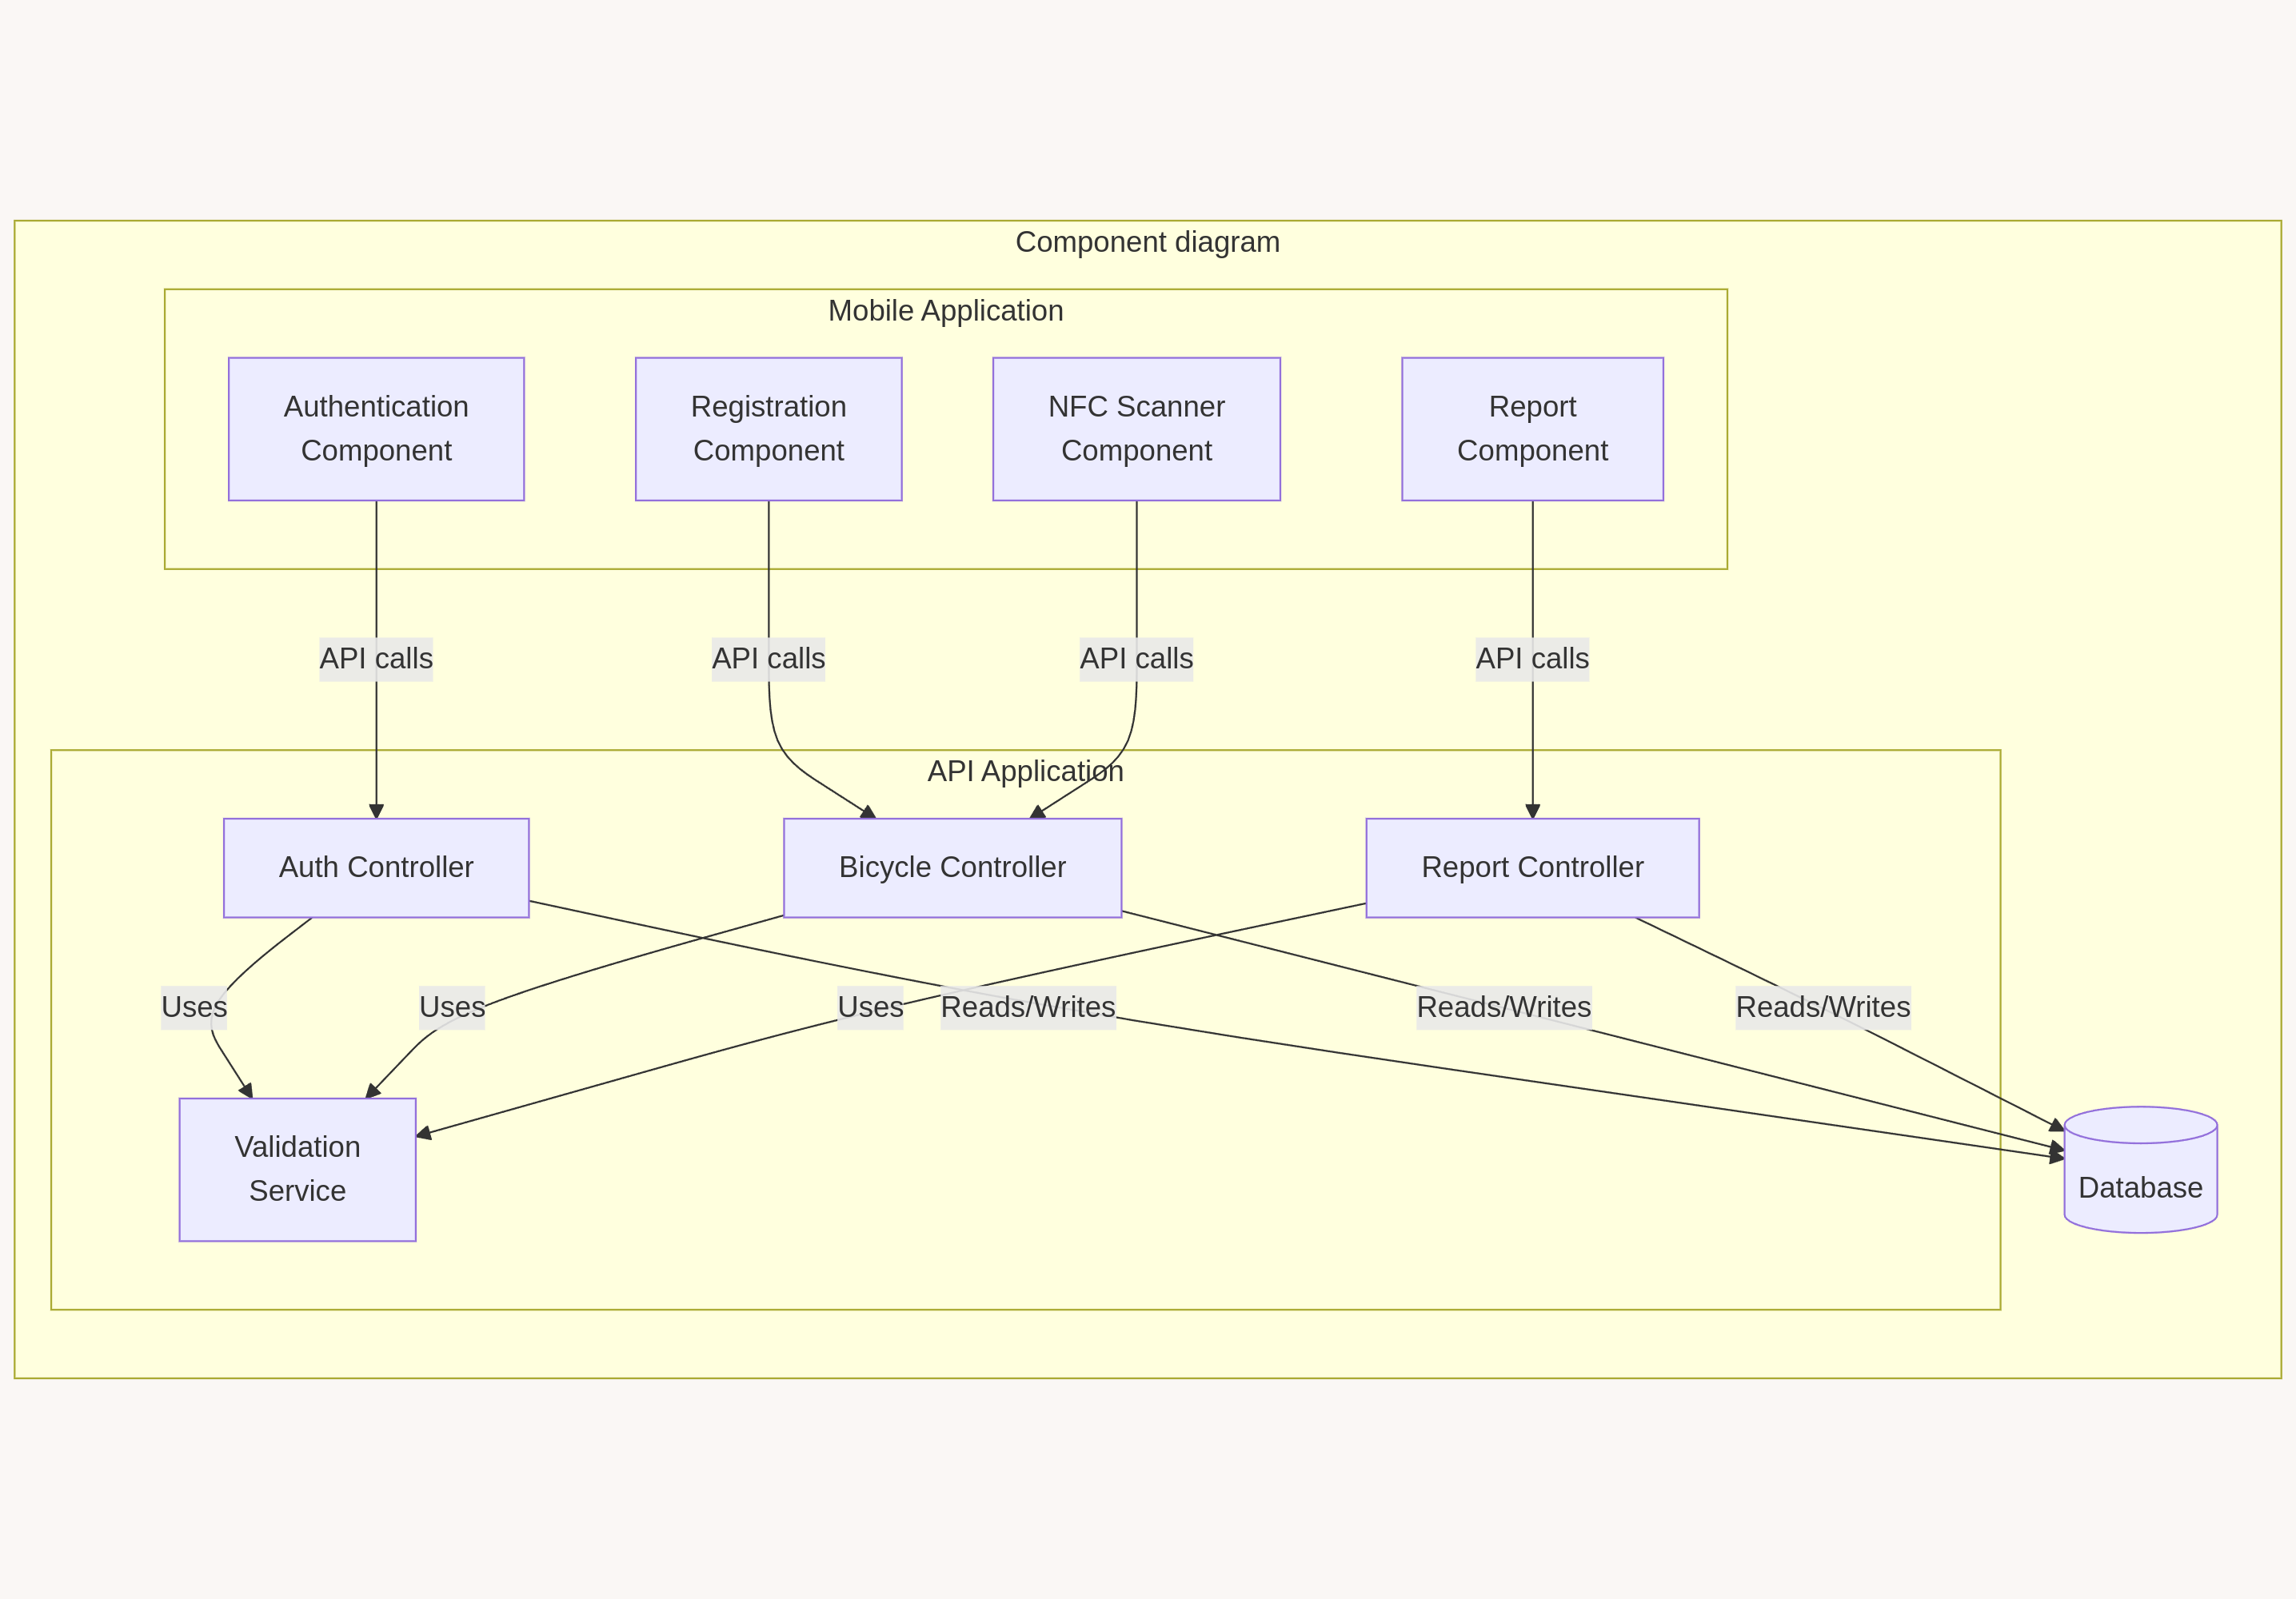 Component diagram
Mobile Application
Authentication
Component
Registration
Component
NFC Scanner
Component
Report
Component
API calls
API calls
API calls
API calls
API Application
Auth Controller
Bicycle Controller
Report Controller
Uses
Uses
Uses
Reads/Writes
Reads/Writes
Reads/Writes
Validation
Service
Database